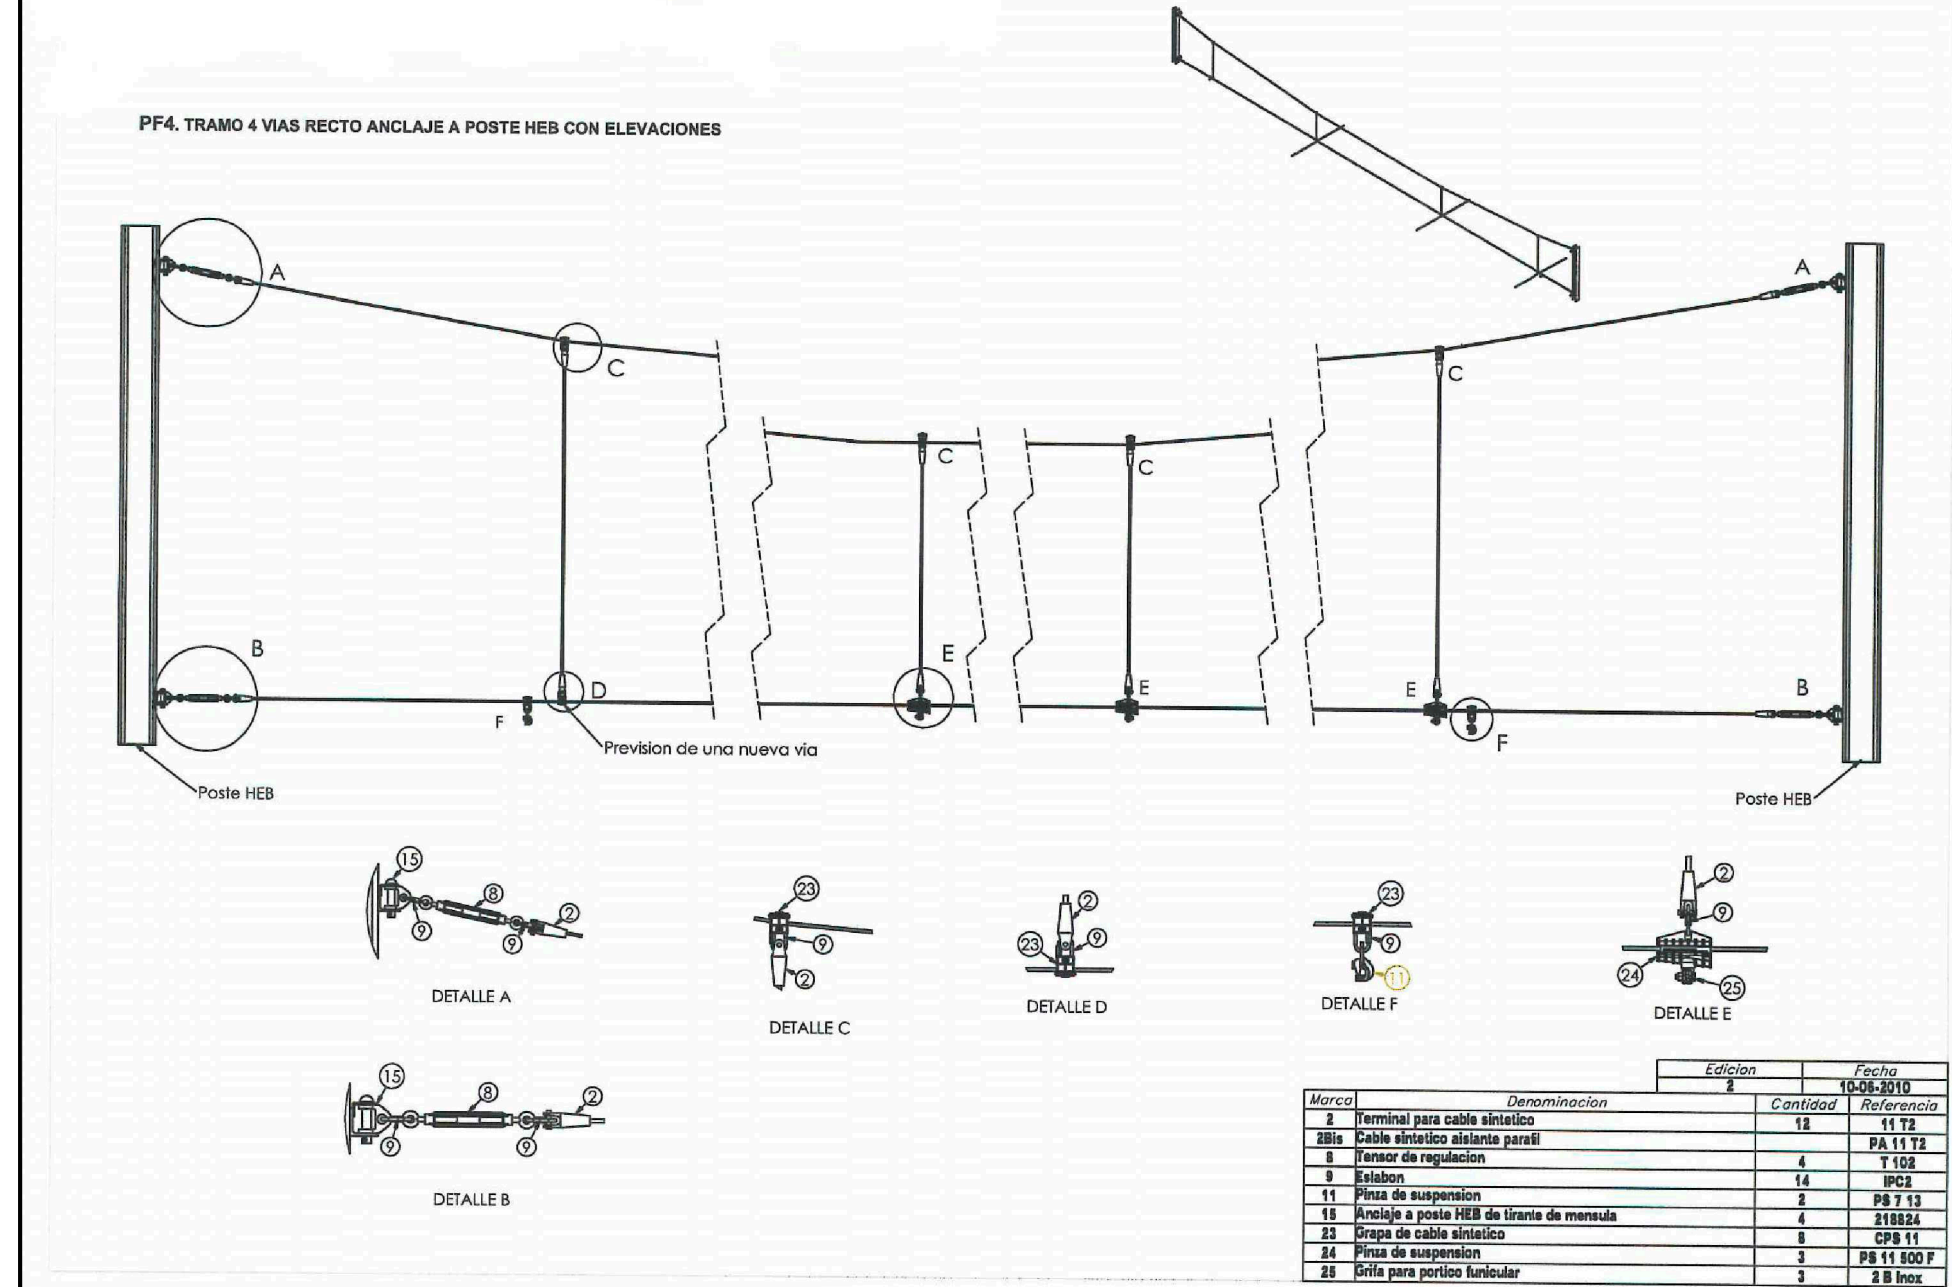 PF4. TRAMO 4 VIAS RECTO ANCLAJE A POSTE HEB CON ELEVACIONES
A
A
C
C
C
C
B
E
D
E
E
B
F
F
Prevision de una nueva via
Poste HEB
Poste HEB
15
8
2
9
9
DETALLE A
23
9
2
DETALLE C
2
23
9
DETALLE D
23
9
11
DETALLE F
2
9
24
25
DETALLE E
15
8
2
9
9
DETALLE B
Edicion Fecha
2 10-06-2010
Marca Denominacion Cantidad Referencia
2 Terminal para cable sintetico 12 11 T2
2Bis Cable sintetico aislante parafil PA 11 T2
8 Tensor de regulacion 4 T 102
9 Eslabon 14 IPC2
11 Pinza de suspension 2 PS 7 13
15 Anclaje a poste HEB de tirante de mensula 4 218824
23 Grapa de cable sintetico CPS 11
24 Pinza de suspension 3 PS 11 500 F
25 Grifa para portico funicular 3 2 B Inox